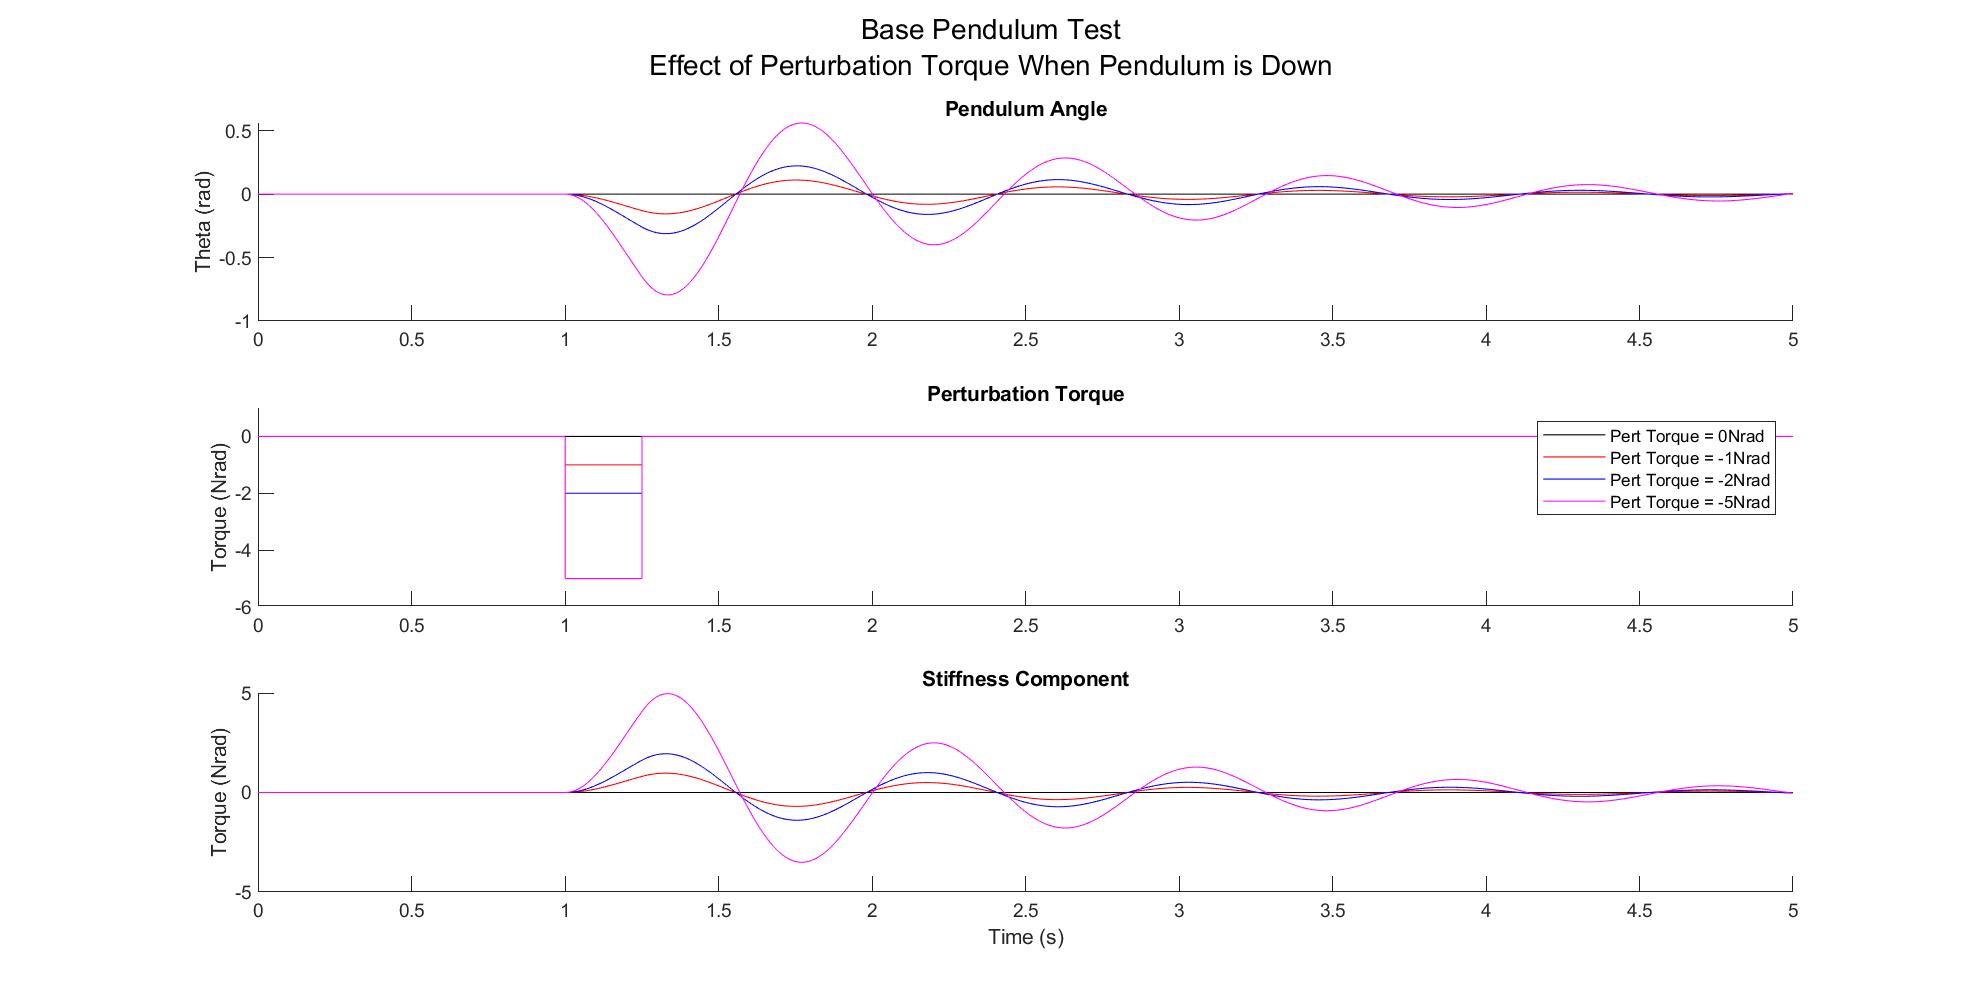 Base Pendulum Test
Effect of Perturbation Torque When Pendulum is Down
Pendulum Angle
Theta (rad)
0.5
0
-0.5
-1
0 0.5 1 1.5 2 2.5 3 3.5 4 4.5 5
Perturbation Torque
Torque (Nrad)
0
-2
-4
-6
Pert Torque = 0Nrad
Pert Torque = -1Nrad
Pert Torque = -2Nrad
Pert Torque = -5Nrad
0 0.5 1 1.5 2 2.5 3 3.5 4 4.5 5
Stiffness Component
Torque (Nrad)
5
0
-5
0 0.5 1 1.5 2 2.5 3 3.5 4 4.5 5
Time (s)